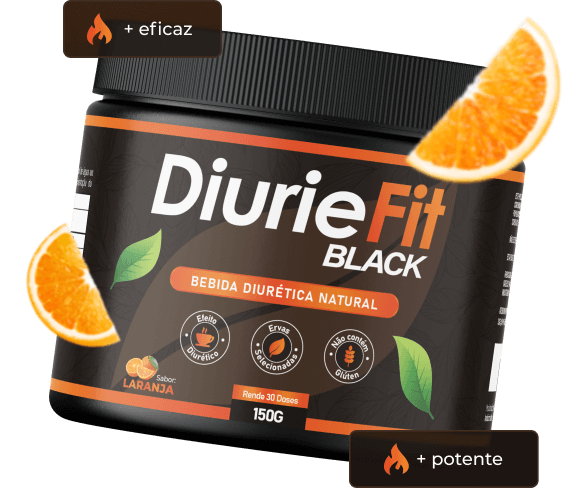 + eficaz
DiurieFit
BLACK
BEBIDA DIURÉTICA NATURAL
Efeito
Diurético
Ervas
Selecionadas
Não contém
Glúten
Sabor:
LARANJA
Rende 30 Doses
150G
+ potente